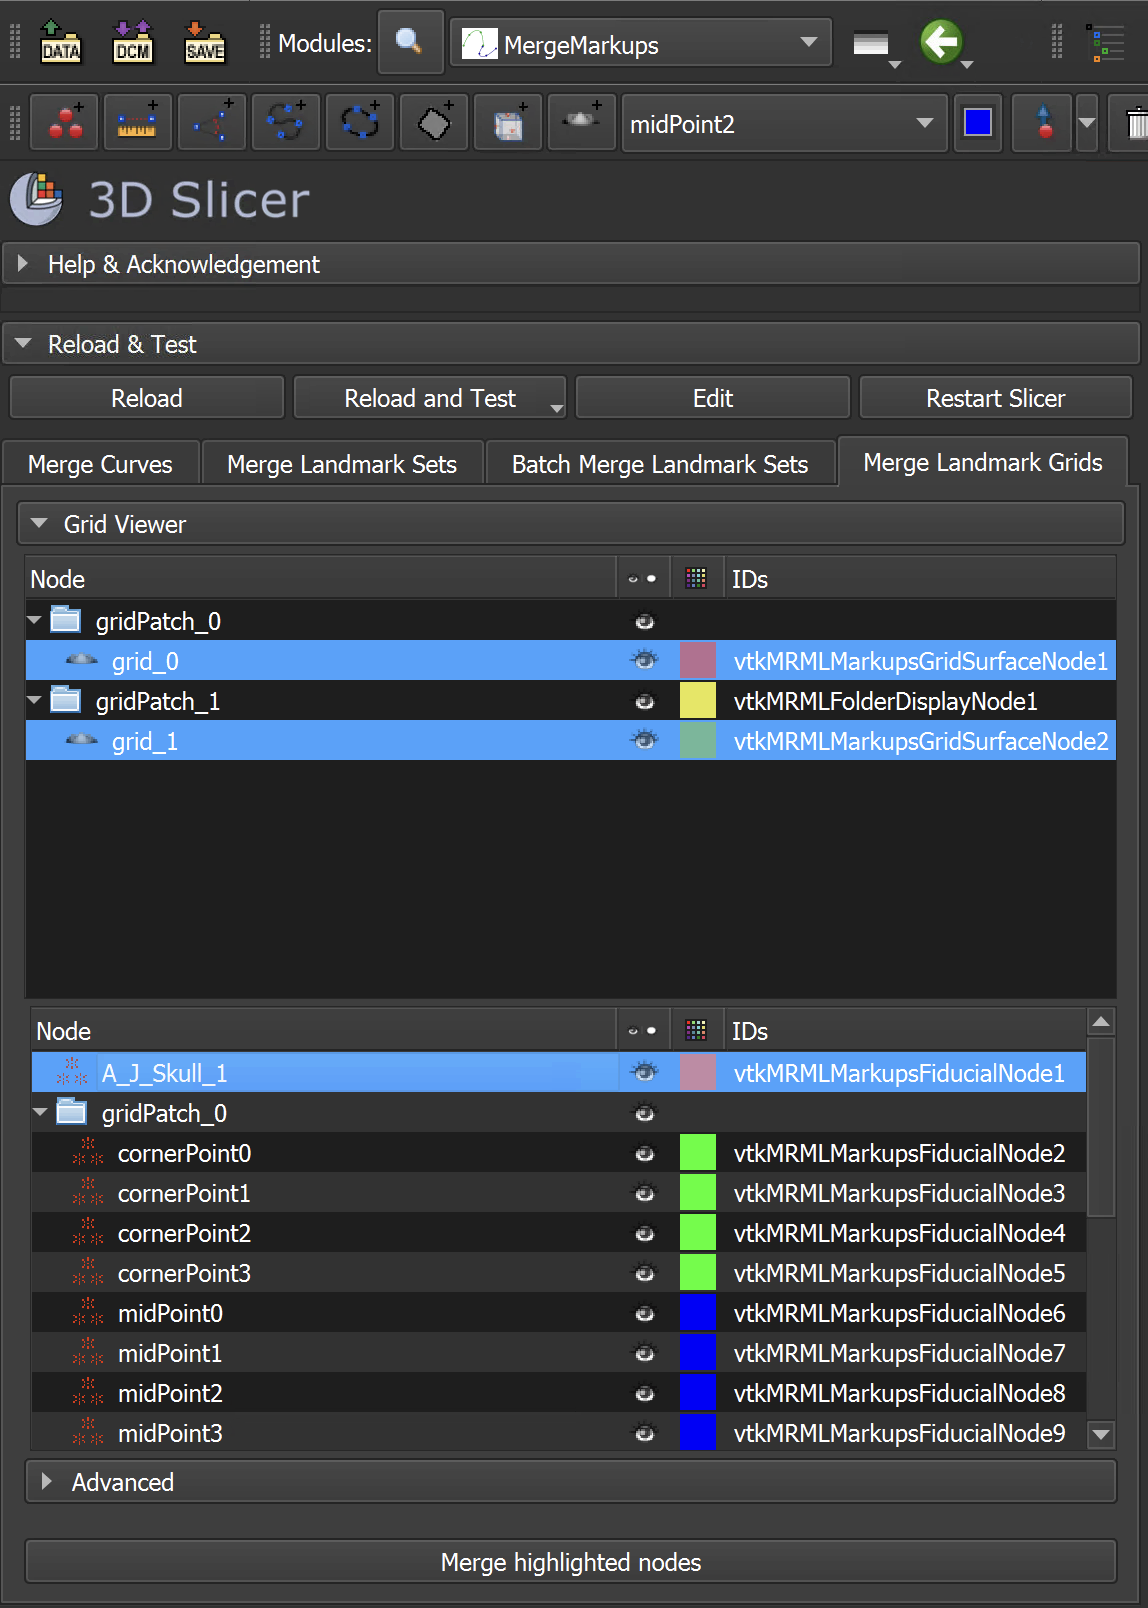 DATA DCM SAVE Modules: MergeMarkups
midPoint2
3D Slicer
Help & Acknowledgement
Reload & Test
Reload Reload and Test Edit Restart Slicer
Merge Curves Merge Landmark Sets Batch Merge Landmark Sets Merge Landmark Grids
Grid Viewer
Node IDs
gridPatch_0
grid_0 vtkMRMLMarkupsGridSurfaceNode1
gridPatch_1 vtkMRMLFolderDisplayNode1
grid_1 vtkMRMLMarkupsGridSurfaceNode2
Node IDs
A_J_Skull_1 vtkMRMLMarkupsFiducialNode1
gridPatch_0
cornerPoint0 vtkMRMLMarkupsFiducialNode2
cornerPoint1 vtkMRMLMarkupsFiducialNode3
cornerPoint2 vtkMRMLMarkupsFiducialNode4
cornerPoint3 vtkMRMLMarkupsFiducialNode5
midPoint0 vtkMRMLMarkupsFiducialNode6
midPoint1 vtkMRMLMarkupsFiducialNode7
midPoint2 vtkMRMLMarkupsFiducialNode8
midPoint3 vtkMRMLMarkupsFiducialNode9
Advanced
Merge highlighted nodes